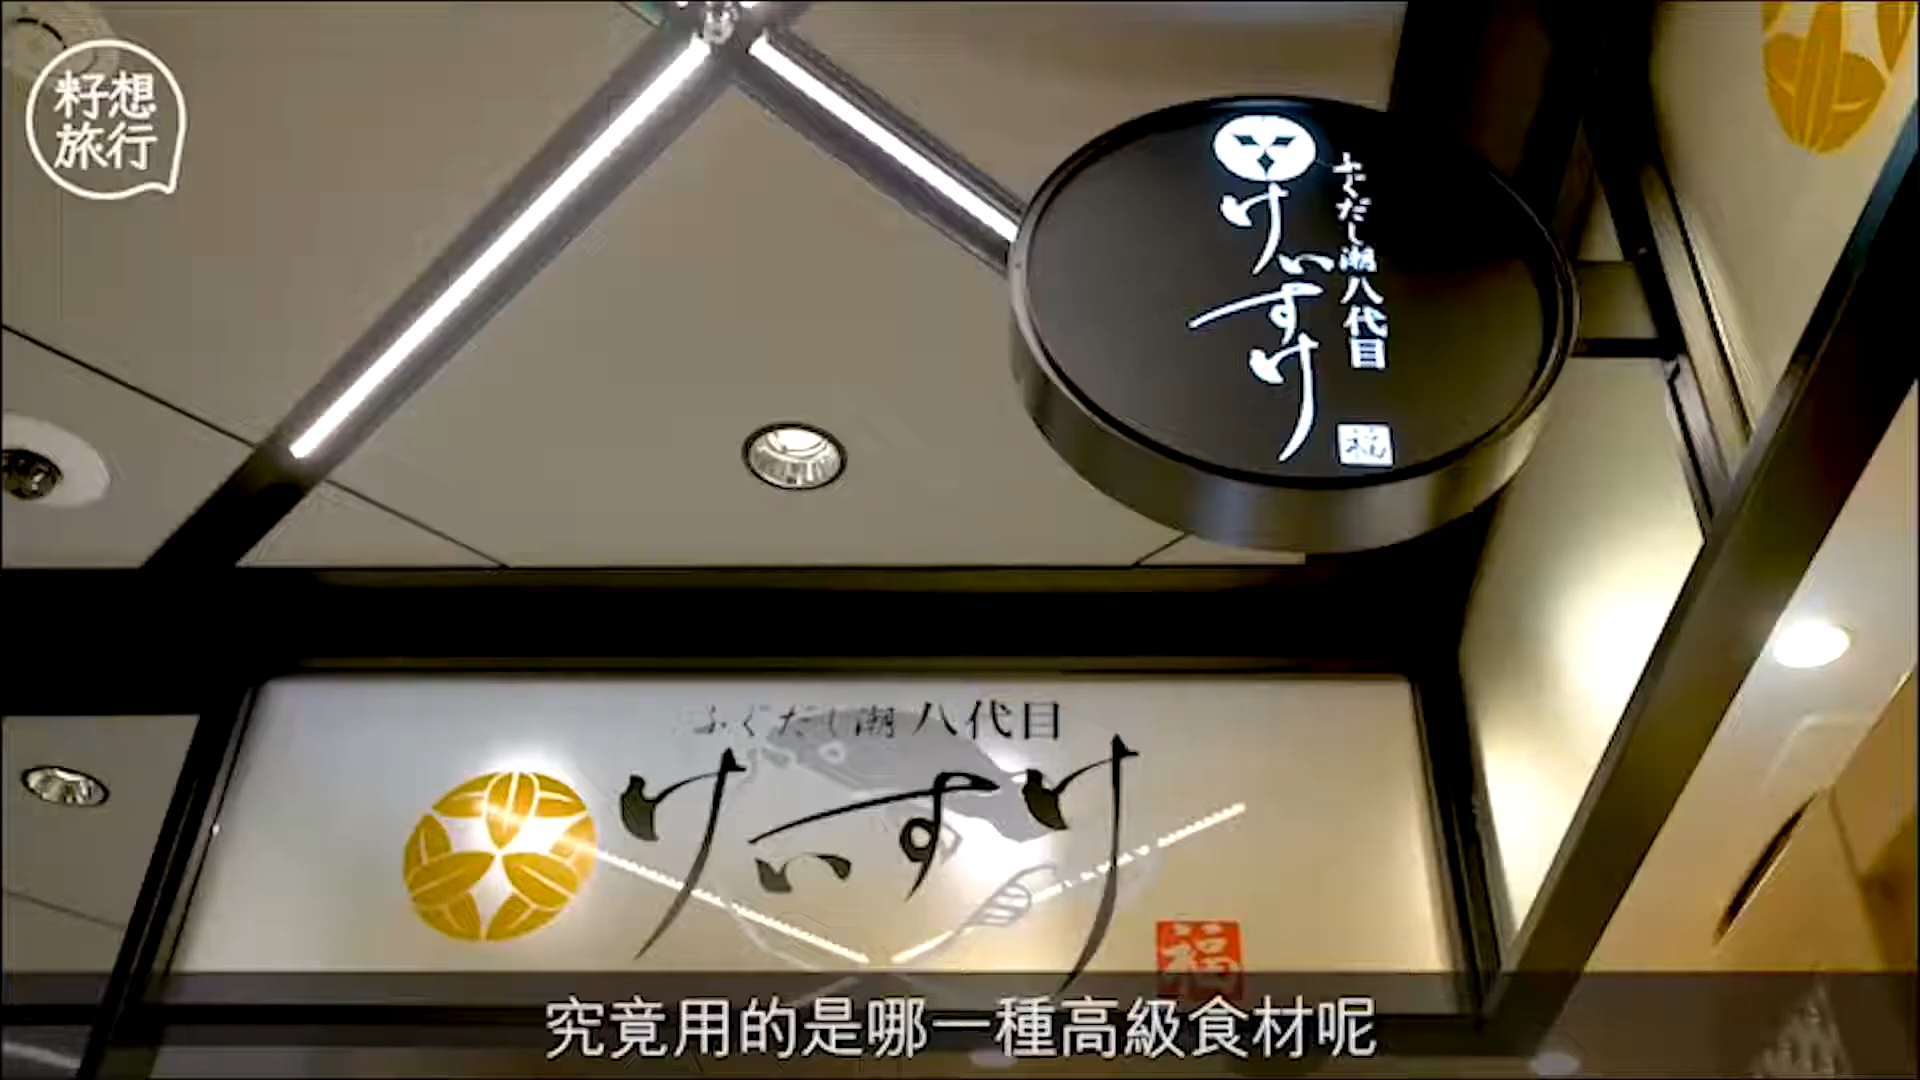 籽想
旅行
ふぐだし潮八代目
けいすけ
福
ふぐだし潮 八代目
けいすけ
福
究竟用的是哪一種高級食材呢